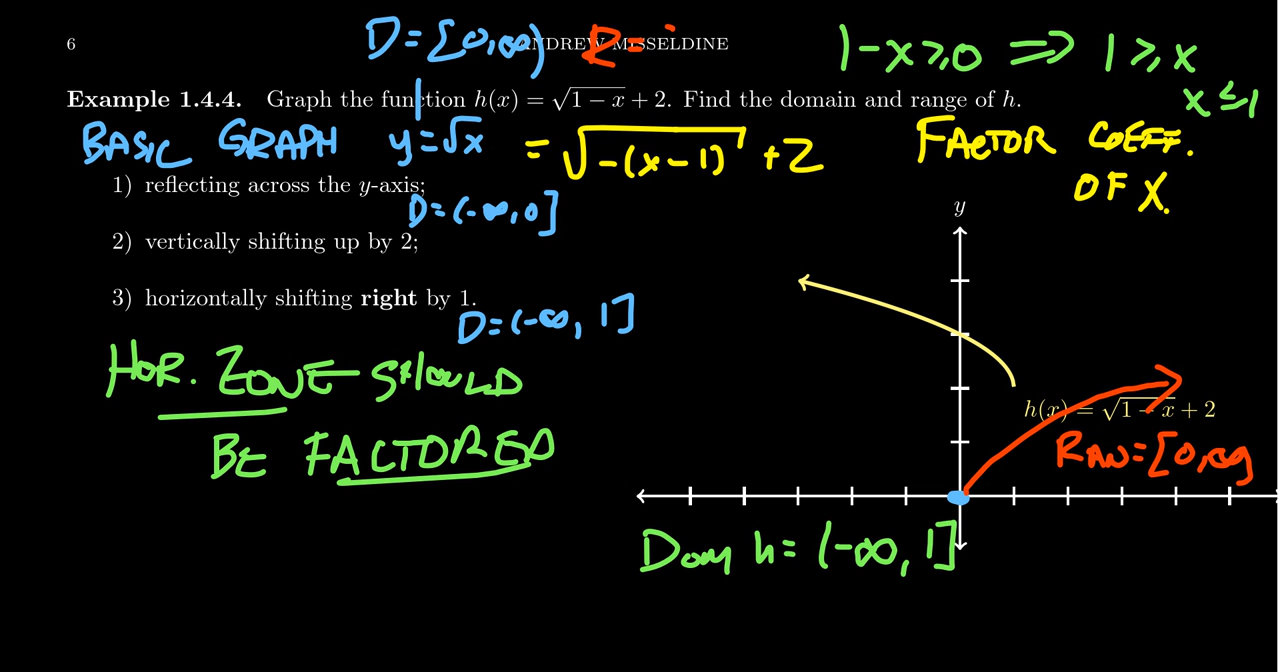 6
D = [0,∞) R =
ANDREW MISSELDINE
1-x ≥ 0 ⟹ 1 ≥ x
x ≤ 1
Example 1.4.4. Graph the function h(x) = √(1 − x) + 2. Find the domain and range of h.
BASIC GRAPH y = √x = √(-(x-1)) + 2
FACTOR COEFF.
OF X.
1) reflecting across the y-axis;
D = (-∞, 0]
2) vertically shifting up by 2;
3) horizontally shifting right by 1.
D = (-∞, 1]
HOR. ZONE SHOULD
BE FACTORED
y
h(x) = √(1 − x) + 2
RAN = [0,∞)
Dom h = (-∞, 1]